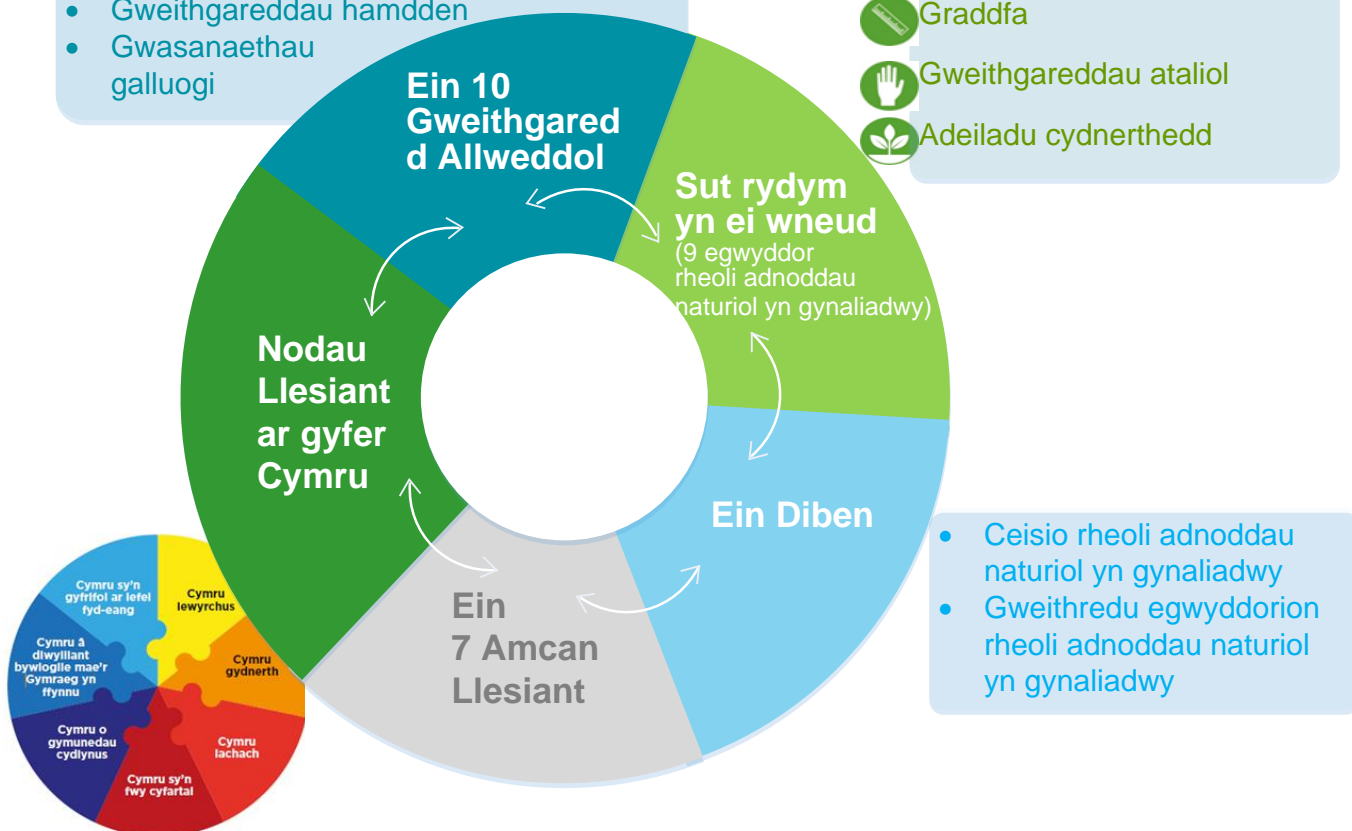 Gweithgareddau hamdden
Gwasanaethau
galluogi
Graddfa
Gweithgareddau ataliol
Adeiladu cydnerthedd
Ein 10
Gweithgared
d Allweddol
Sut rydym
yn ei wneud
(9 egwyddor
rheoli adnoddau
naturiol yn gynaliadwy)
Nodau
Llesiant
ar gyfer
Cymru
Ein Diben
Ceisio rheoli adnoddau
naturiol yn gynaliadwy
Gweithredu egwyddorion
rheoli adnoddau naturiol
yn gynaliadwy
Ein
7 Amcan
Llesiant
Cymru sy'n
gyfrifol ar lefel
fyd-eang
Cymru
lewyrchus
Cymru â
diwylliant
bywioglle mae'r
Gymraeg yn
ffynnu
Cymru
gydnerth
Cymru o
gymunedau
cydlynus
Cymru
iachach
Cymru sy'n
fwy cyfartal